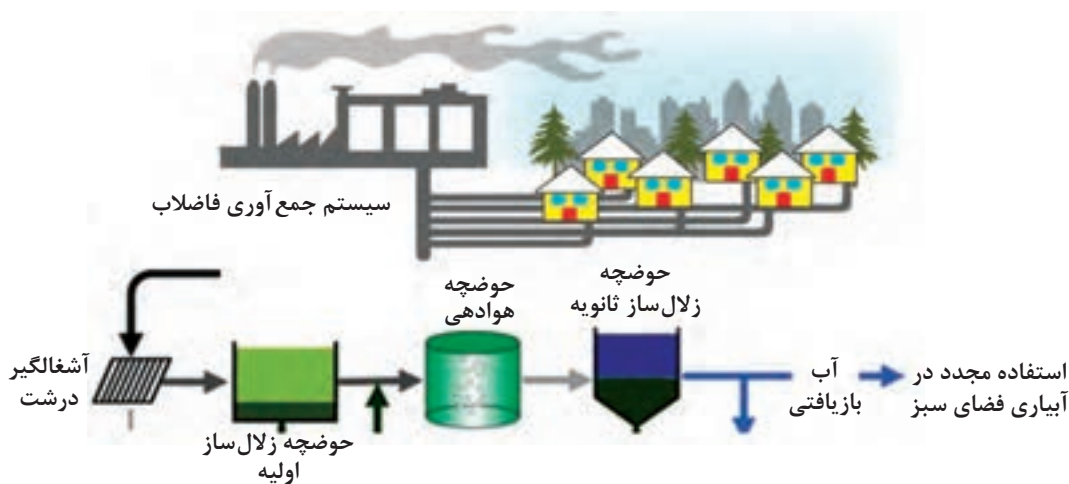 سیستم جمع‌آوری فاضلاب
آشغالگیر
درشت
حوضچه زلال‌ساز
اولیه
حوضچه
هوادهی
حوضچه
زلال‌ساز ثانویه
آب
بازیافتی
استفاده مجدد در
آبیاری فضای سبز